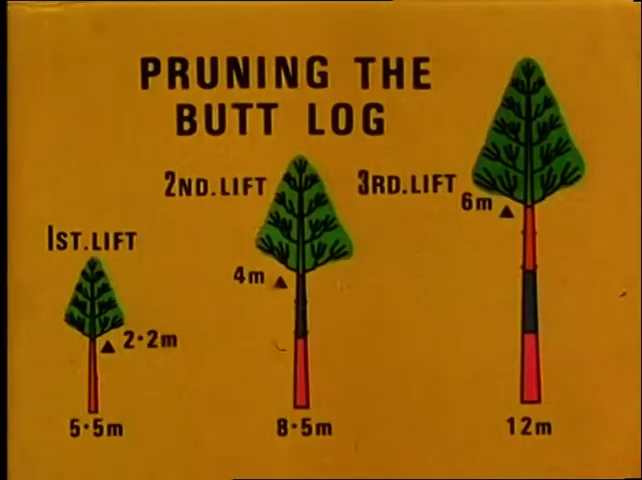 PRUNING THE
BUTT LOG
1ST.LIFT
2·2m
5·5m
2ND.LIFT
4m
8·5m
3RD.LIFT
6m
12m